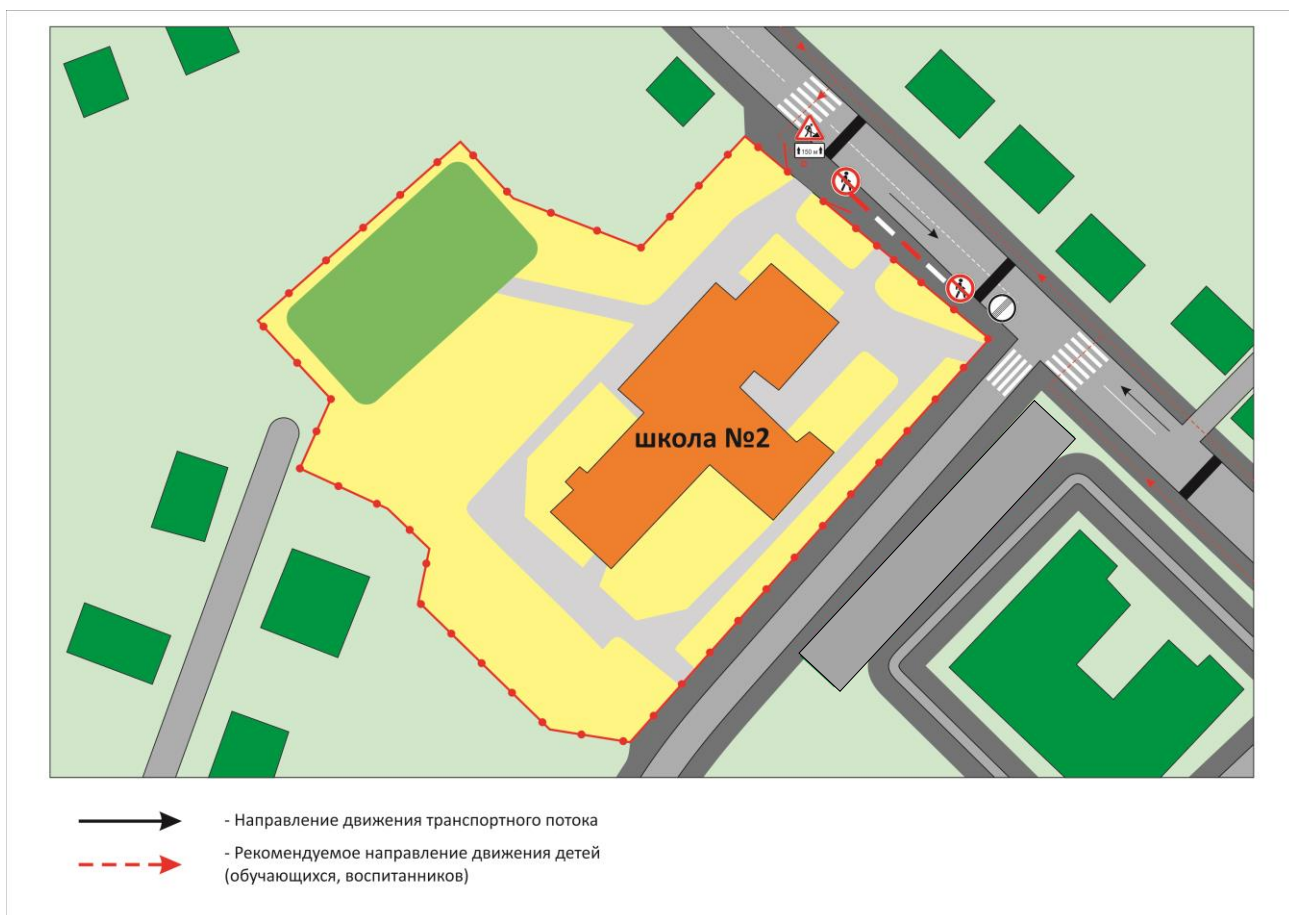 150 м
школа №2
- Направление движения транспортного потока
- Рекомендуемое направление движения детей
(обучающихся, воспитанников)